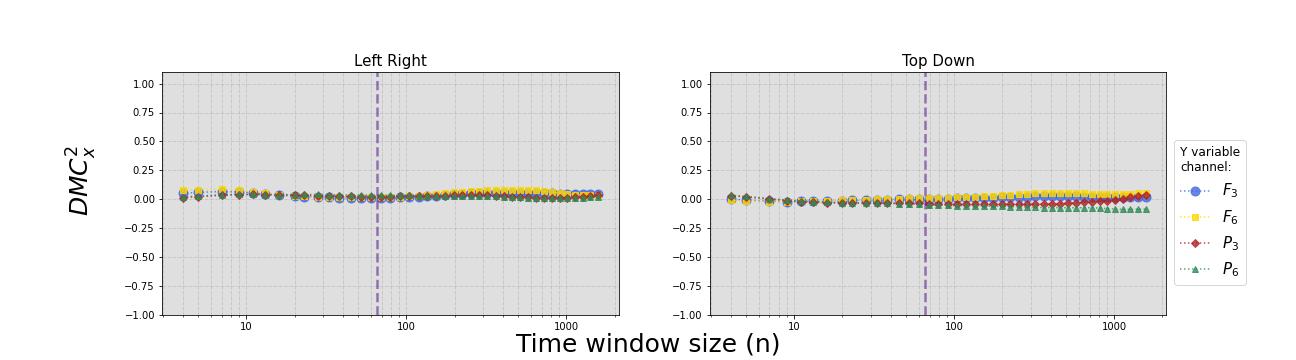 Left Right
Top Down
DMC²ₓ
1.00
0.75
0.50
0.25
0.00
−0.25
−0.50
−0.75
−1.00
10
100
1000
1.00
0.75
0.50
0.25
0.00
−0.25
−0.50
−0.75
−1.00
10
100
1000
Y variable
channel:
F₃
F₆
P₃
P₆
Time window size (n)